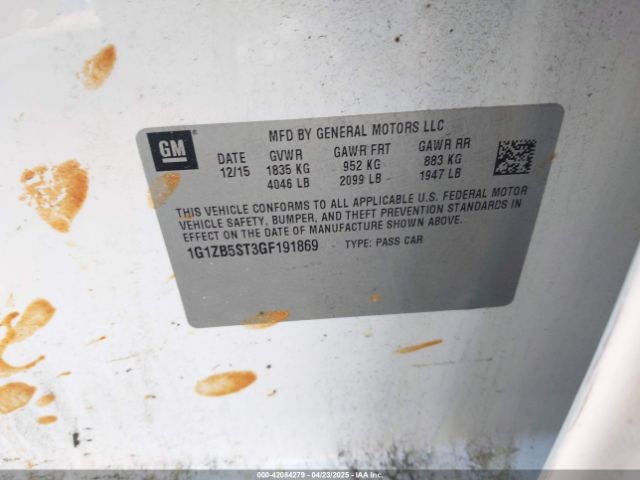 MFD BY GENERAL MOTORS LLC
GM
DATE GVWR GAWR FRT GAWR RR
12/15 1835 KG 952 KG 883 KG
4046 LB 2099 LB 1947 LB
THIS VEHICLE CONFORMS TO ALL APPLICABLE U.S. FEDERAL MOTOR
VEHICLE SAFETY, BUMPER, AND THEFT PREVENTION STANDARDS IN
EFFECT ON THE DATE OF MANUFACTURE SHOWN ABOVE.
1G1ZB5ST3GF191869 TYPE: PASS CAR
000-42084279 - 04/23/2025 - IAAI.COM